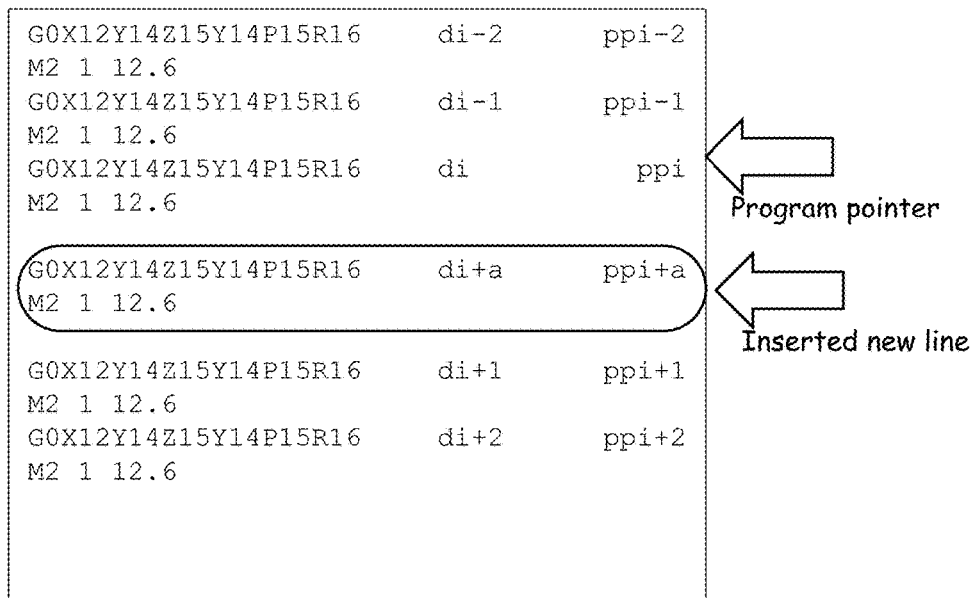 G0X12Y14Z15Y14P15R16 di-2 ppi-2
M2 1 12.6
G0X12Y14Z15Y14P15R16 di-1 ppi-1
M2 1 12.6
G0X12Y14Z15Y14P15R16 di ppi
M2 1 12.6
Program pointer
G0X12Y14Z15Y14P15R16 di+a ppi+a
M2 1 12.6
Inserted new line
G0X12Y14Z15Y14P15R16 di+1 ppi+1
M2 1 12.6
G0X12Y14Z15Y14P15R16 di+2 ppi+2
M2 1 12.6